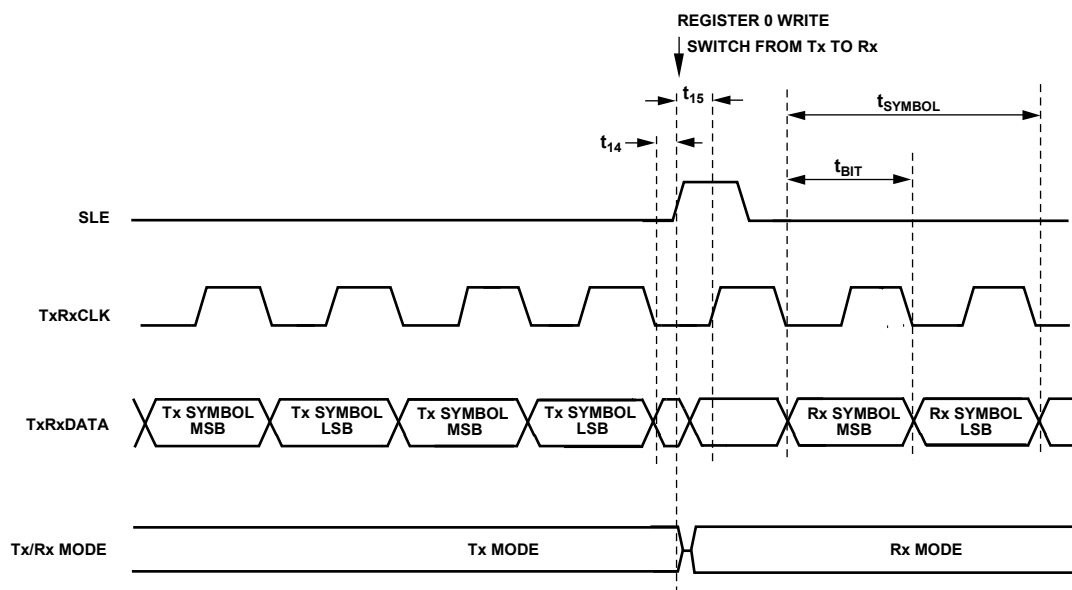 REGISTER 0 WRITE
SWITCH FROM Tx TO Rx
t15
tSYMBOL
t14
tBIT
SLE
TxRxCLK
TxRxDATA
Tx SYMBOL
MSB
Tx SYMBOL
LSB
Tx SYMBOL
MSB
Tx SYMBOL
LSB
Rx SYMBOL
MSB
Rx SYMBOL
LSB
Tx/Rx MODE
Tx MODE
Rx MODE